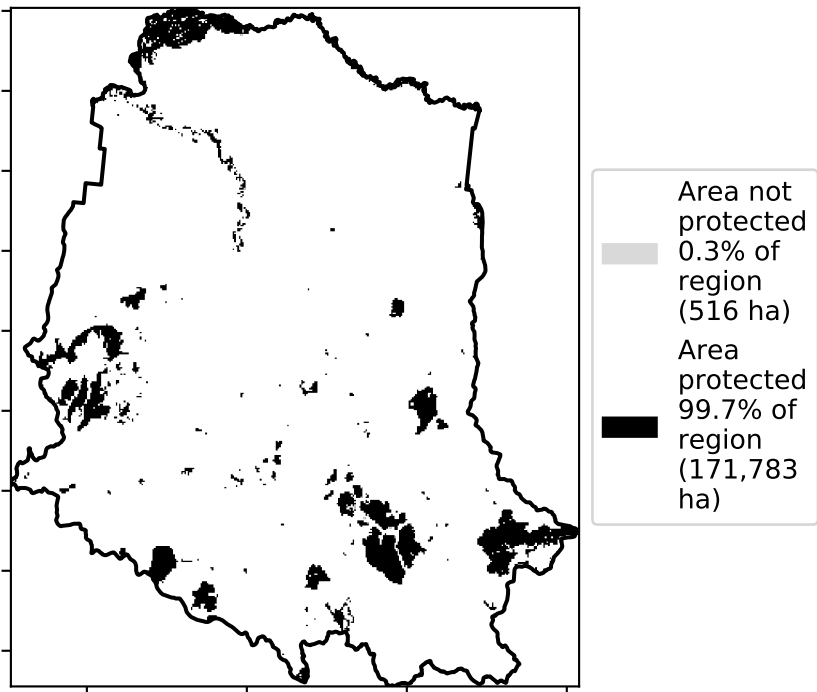 Area not
protected
0.3% of
region
(516 ha)
Area
protected
99.7% of
region
(171,783
ha)